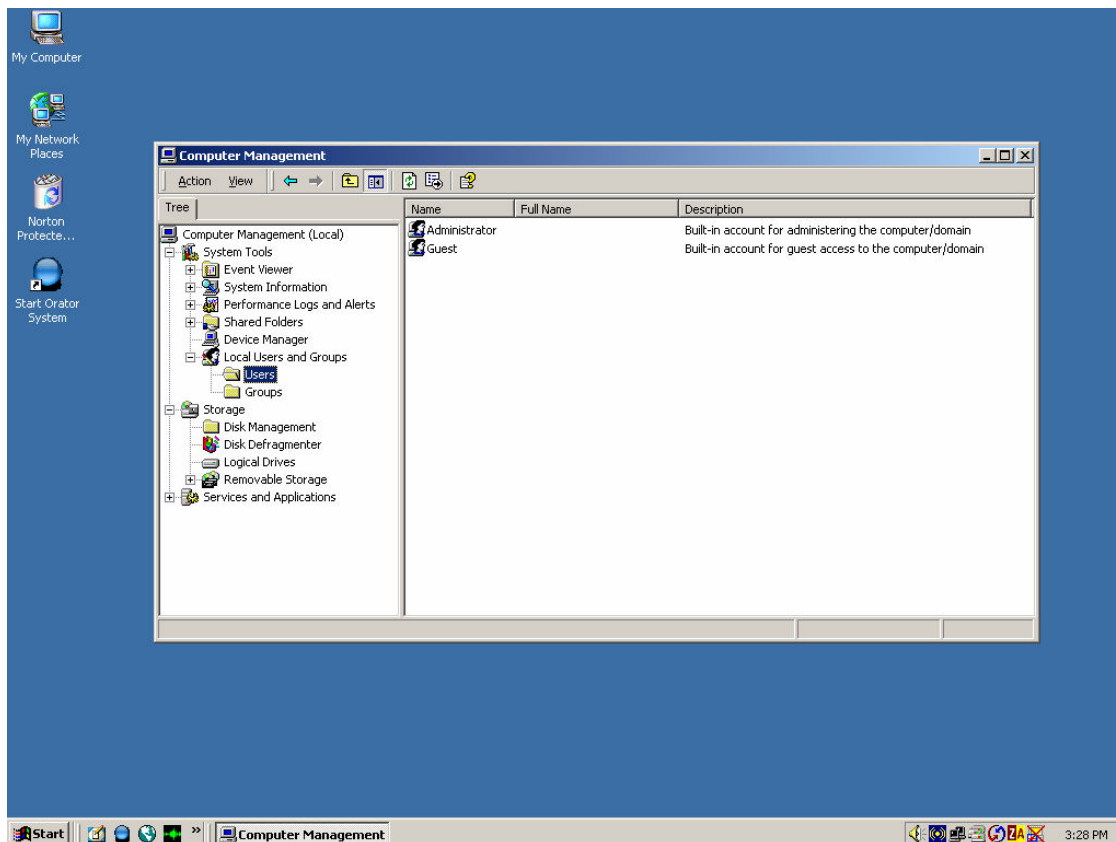 My Computer
My Network
Places
Norton
Protecte...
Start Orator
System
Computer Management
Action View
Tree
Computer Management (Local)
System Tools
Event Viewer
System Information
Performance Logs and Alerts
Shared Folders
Device Manager
Local Users and Groups
Users
Groups
Storage
Disk Management
Disk Defragmenter
Logical Drives
Removable Storage
Services and Applications
Name Full Name Description
Administrator Built-in account for administering the computer/domain
Guest Built-in account for guest access to the computer/domain
Start » Computer Management ZA 3:28 PM